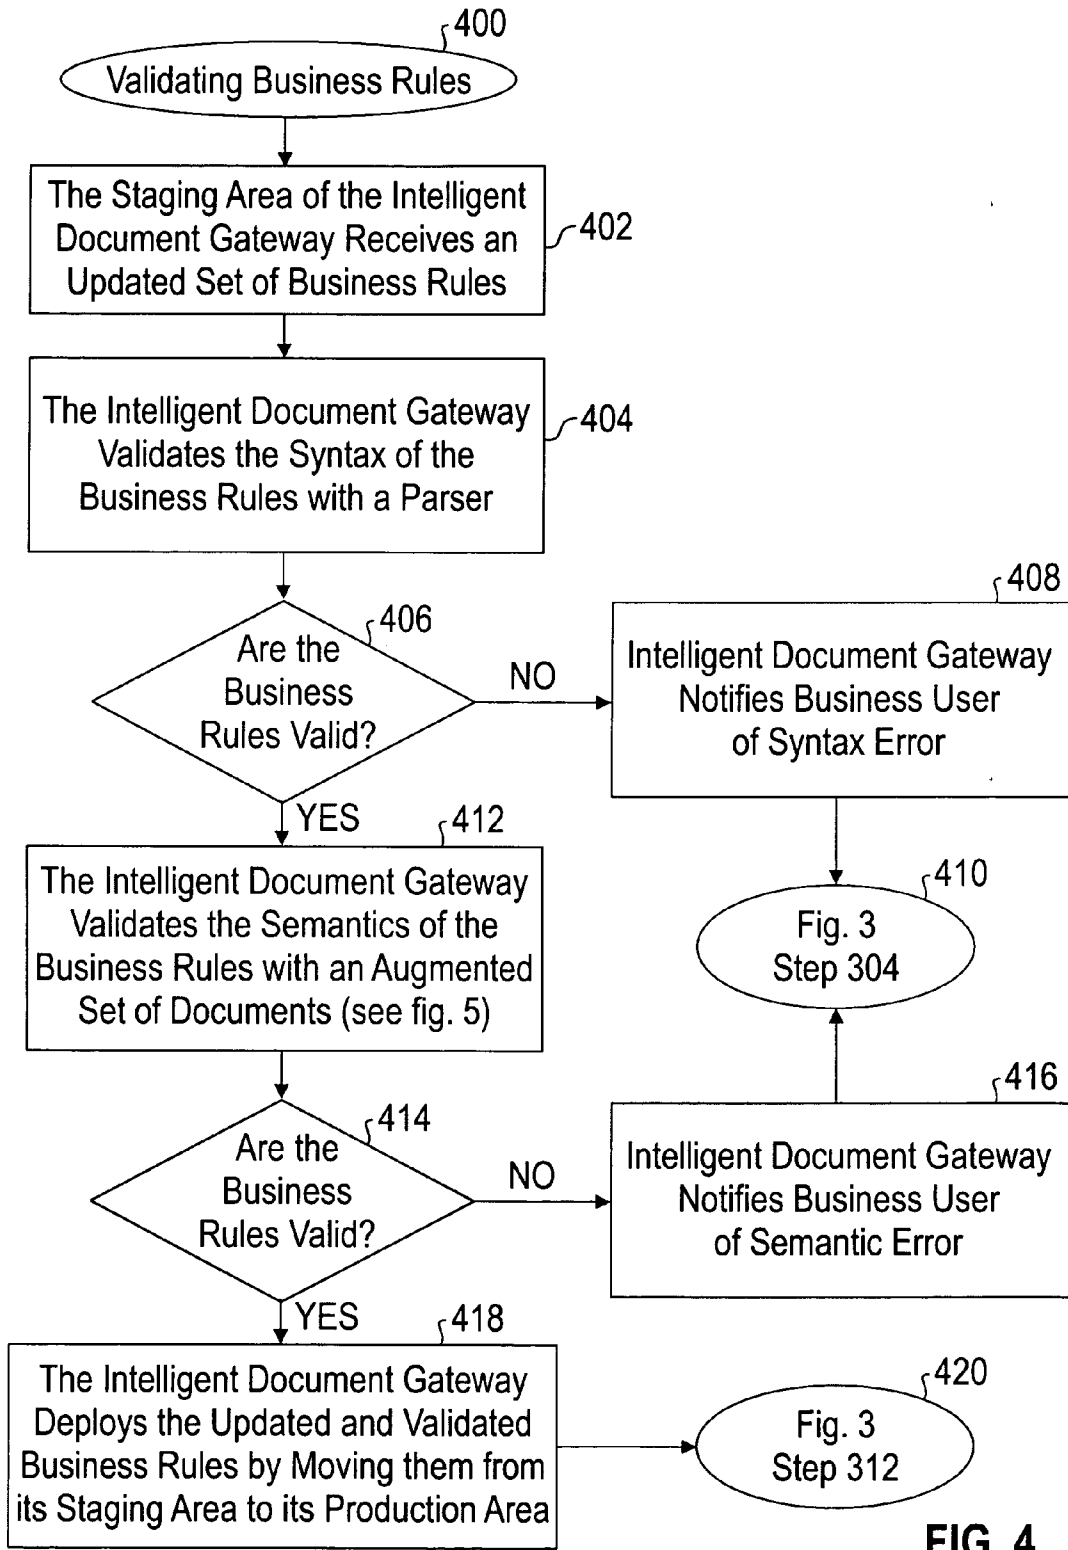 400
Validating Business Rules
The Staging Area of the Intelligent
Document Gateway Receives an
Updated Set of Business Rules
402
The Intelligent Document Gateway
Validates the Syntax of the
Business Rules with a Parser
404
406
Are the
Business
Rules Valid?
NO
408
Intelligent Document Gateway
Notifies Business User
of Syntax Error
YES
410
Fig. 3
Step 304
412
The Intelligent Document Gateway
Validates the Semantics of the
Business Rules with an Augmented
Set of Documents (see fig. 5)
414
Are the
Business
Rules Valid?
NO
416
Intelligent Document Gateway
Notifies Business User
of Semantic Error
YES
418
The Intelligent Document Gateway
Deploys the Updated and Validated
Business Rules by Moving them from
its Staging Area to its Production Area
420
Fig. 3
Step 312
FIG. 4